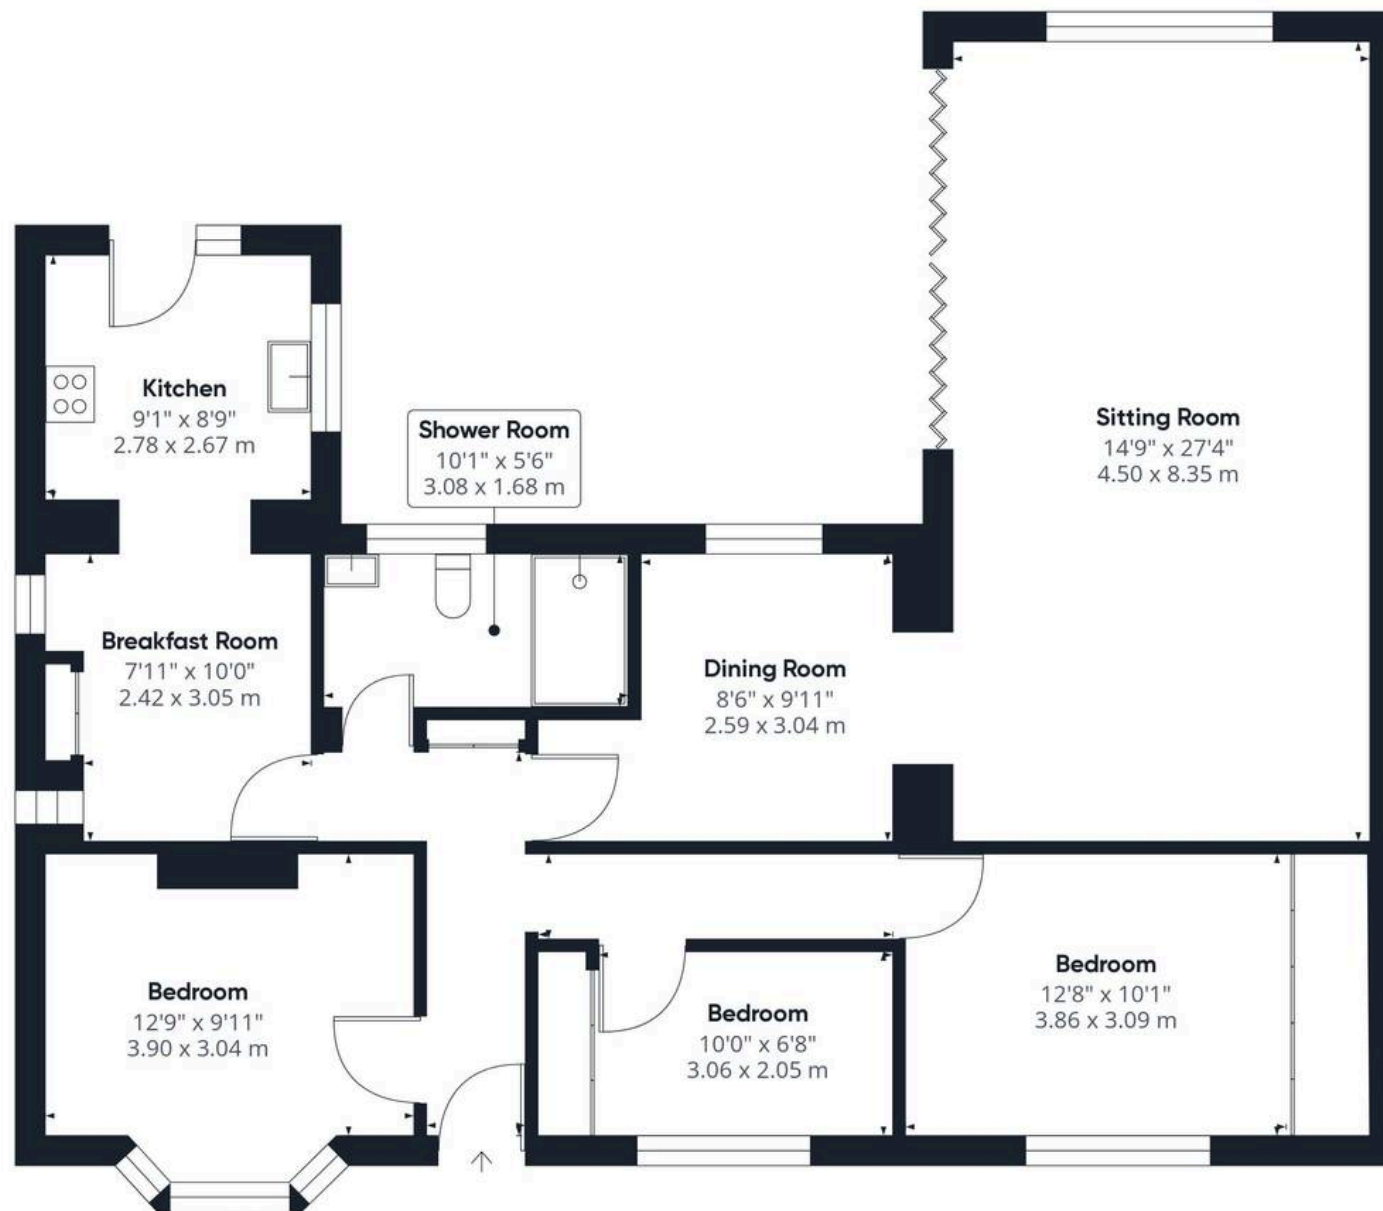 Kitchen
9'1" x 8'9"
2.78 x 2.67 m
Shower Room
10'1" x 5'6"
3.08 x 1.68 m
Sitting Room
14'9" x 27'4"
4.50 x 8.35 m
Breakfast Room
7'11" x 10'0"
2.42 x 3.05 m
Dining Room
8'6" x 9'11"
2.59 x 3.04 m
Bedroom
12'9" x 9'11"
3.90 x 3.04 m
Bedroom
10'0" x 6'8"
3.06 x 2.05 m
Bedroom
12'8" x 10'1"
3.86 x 3.09 m